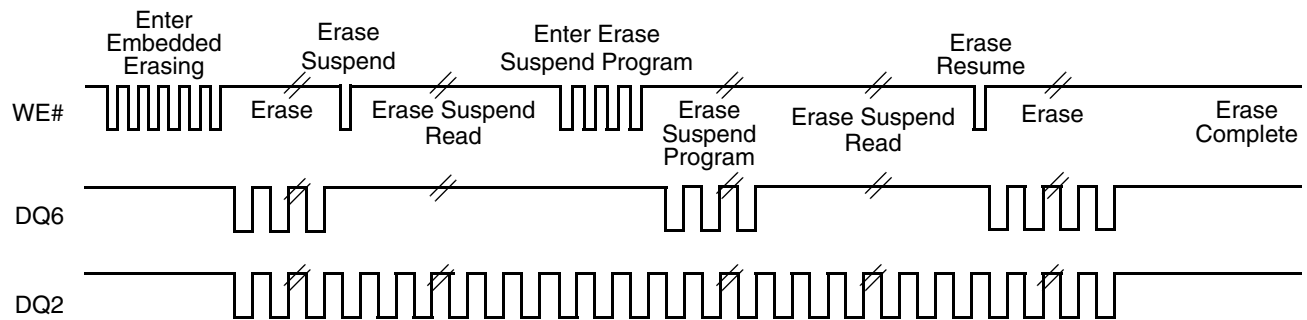 Enter
Embedded
Erasing
Erase
Suspend
Enter Erase
Suspend Program
Erase
Resume
WE#
Erase
Erase Suspend
Read
Erase
Suspend
Program
Erase Suspend
Read
Erase
Erase
Complete
DQ6
DQ2